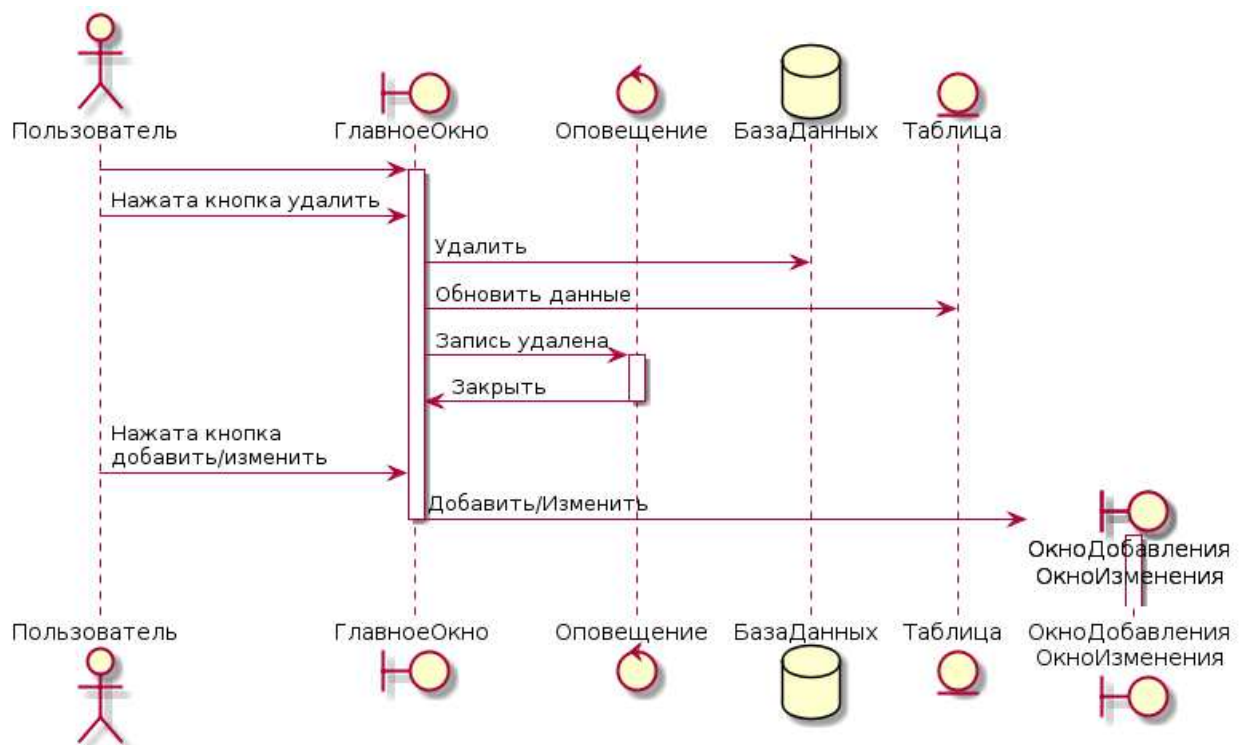 Пользователь
ГлавноеОкно
Оповещение
БазаДанных
Таблица
Нажата кнопка удалить
Удалить
Обновить данные
Запись удалена
Закрыть
Нажата кнопка
добавить/изменить
Добавить/Изменить
ОкноДобавления
ОкноИзменения
Пользователь
ГлавноеОкно
Оповещение
БазаДанных
Таблица
ОкноДобавления
ОкноИзменения